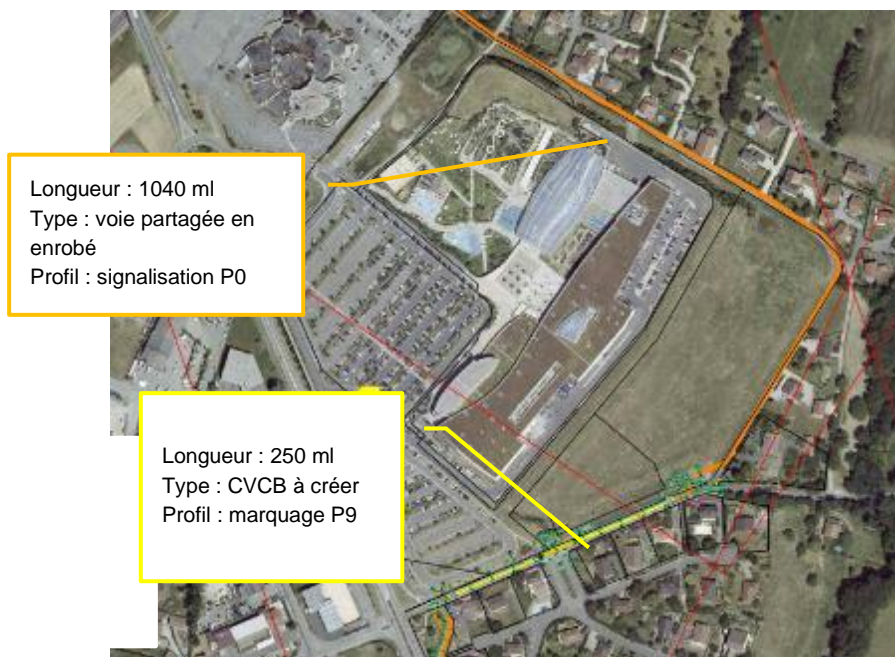 Longueur : 1040 ml
Type : voie partagée en
enrobé
Profil : signalisation P0
Longueur : 250 ml
Type : CVCB à créer
Profil : marquage P9